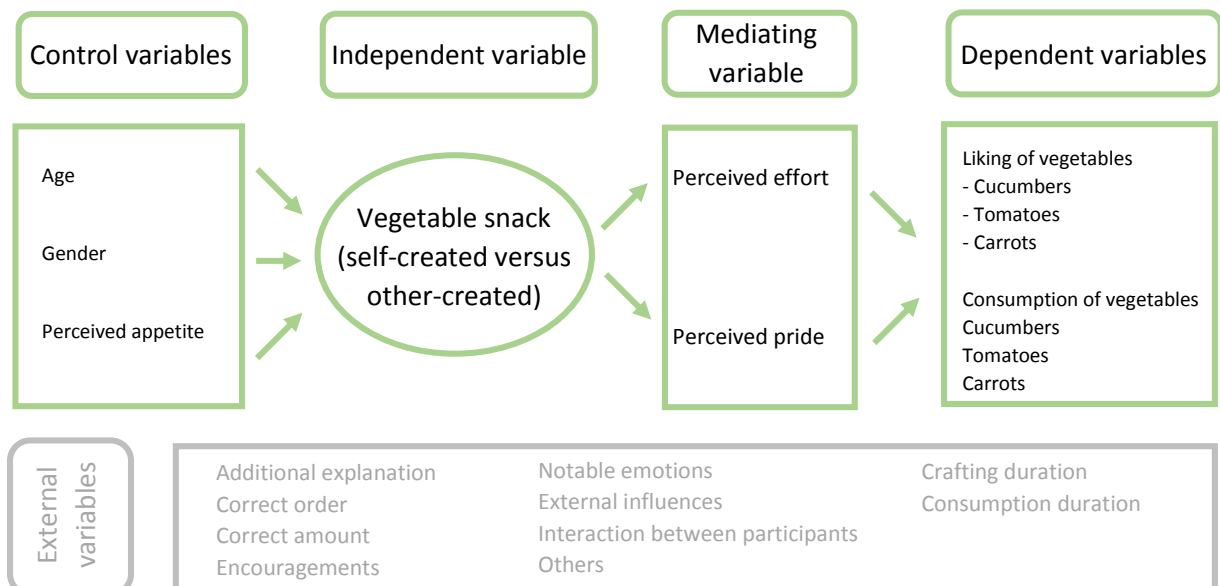 Control variables
Independent variable
Mediating
variable
Dependent variables
Age
Gender
Perceived appetite
Vegetable snack
(self-created versus
other-created)
Perceived effort
Perceived pride
Liking of vegetables
- Cucumbers
- Tomatoes
- Carrots
Consumption of vegetables
Cucumbers
Tomatoes
Carrots
External
variables
Additional explanation
Correct order
Correct amount
Encouragements
Notable emotions
External influences
Interaction between participants
Others
Crafting duration
Consumption duration